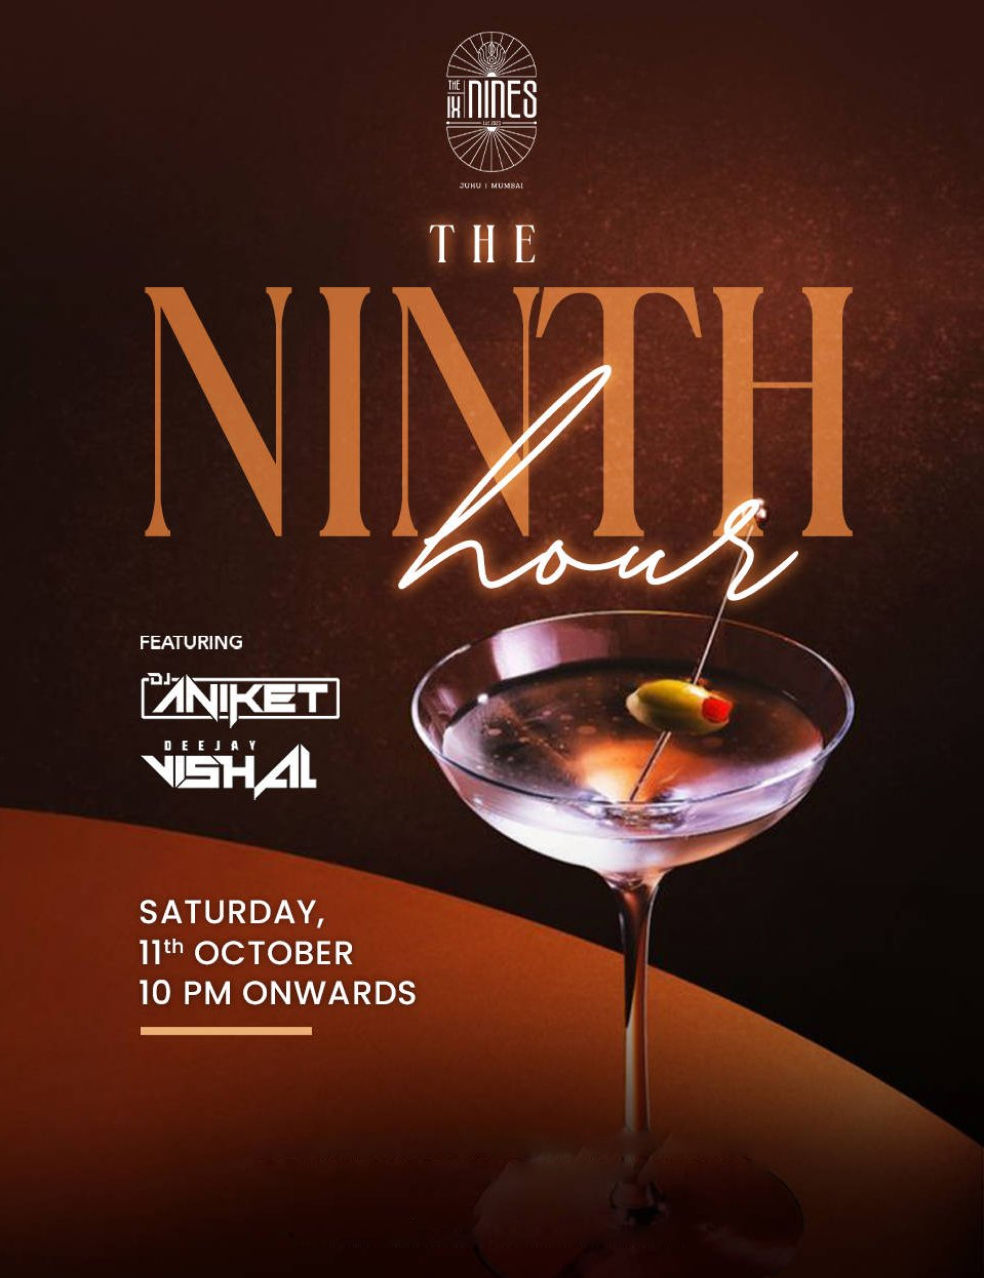 THE
IX NINES
JUHU | MUMBAI
THE
NINTH
hour
FEATURING
DJ
ANIKET
DEEJAY
VISHAL
SATURDAY,
11th OCTOBER
10 PM ONWARDS